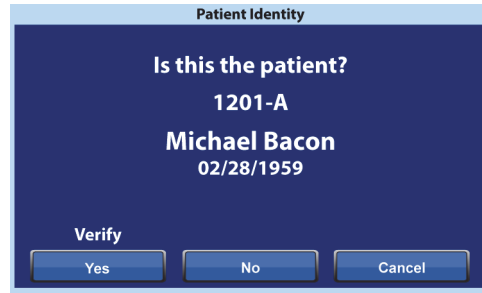 Patient Identity
Is this the patient?
1201-A
Michael Bacon
02/28/1959
Verify
Yes No Cancel